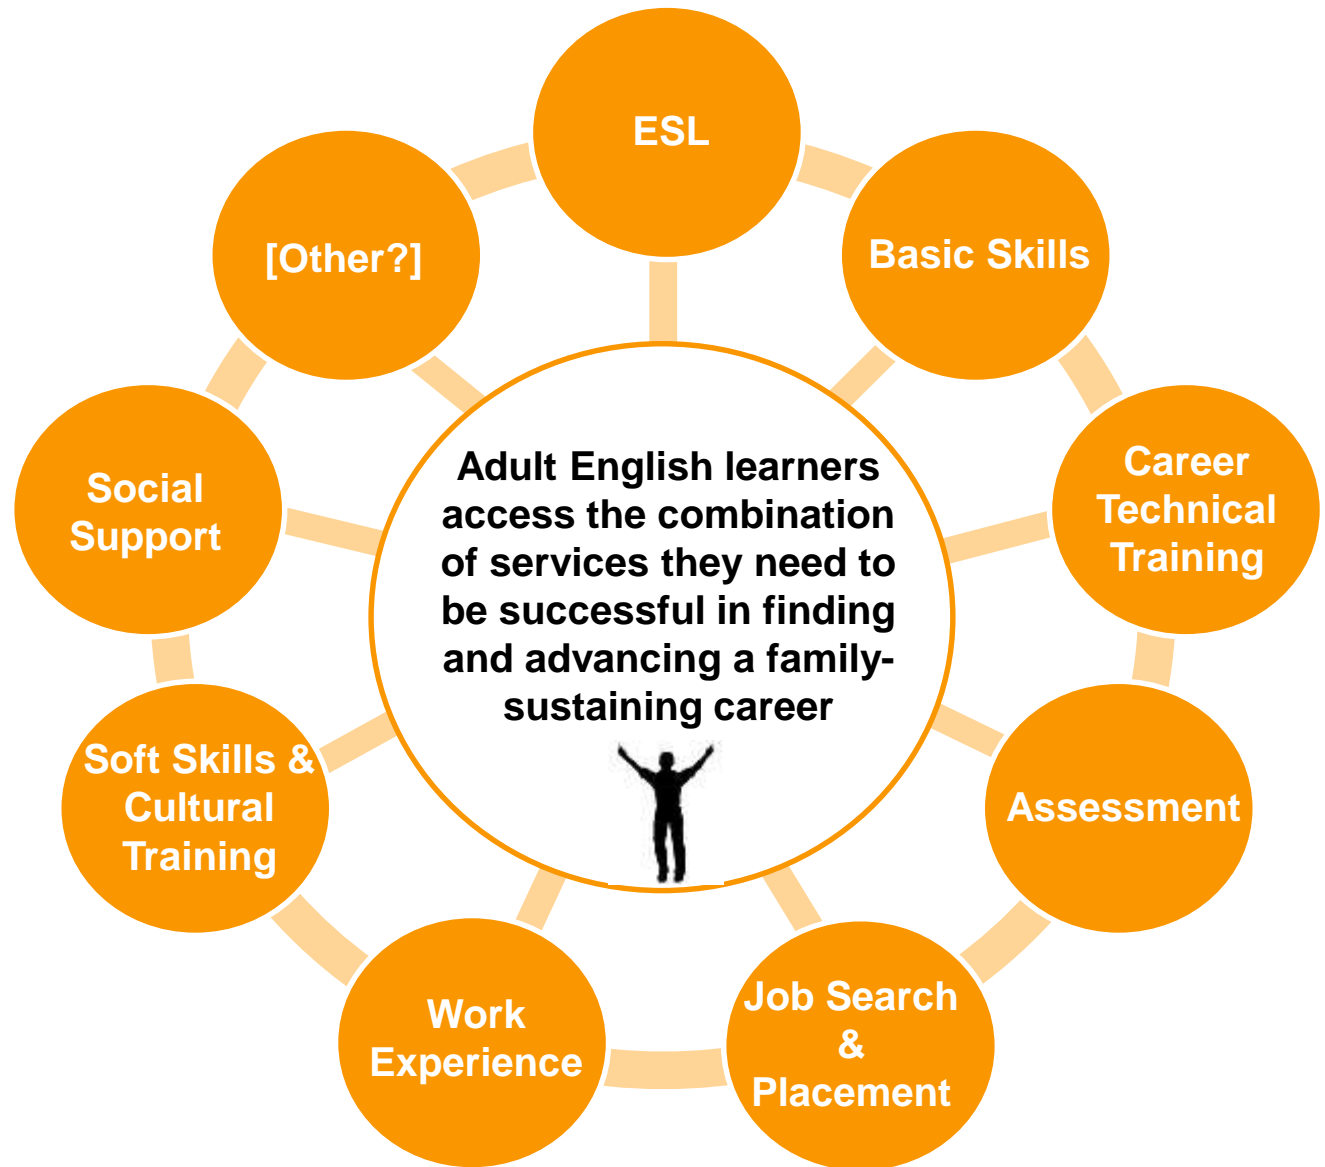 ESL
Basic Skills
Career
Technical
Training
Assessment
Job Search
&
Placement
Work
Experience
Soft Skills &
Cultural
Training
Social
Support
[Other?]
Adult English learners
access the combination
of services they need to
be successful in finding
and advancing a family-
sustaining career